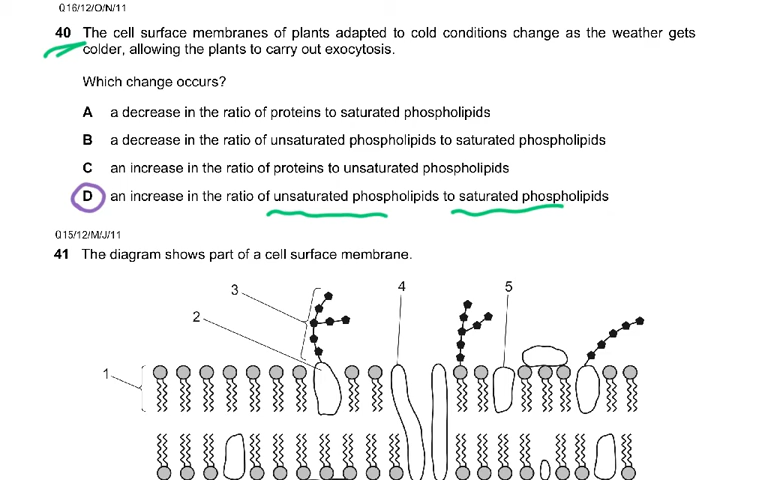 Q16/12/O/N/11
40 The cell surface membranes of plants adapted to cold conditions change as the weather gets
colder, allowing the plants to carry out exocytosis.
Which change occurs?
A a decrease in the ratio of proteins to saturated phospholipids
B a decrease in the ratio of unsaturated phospholipids to saturated phospholipids
C an increase in the ratio of proteins to unsaturated phospholipids
D an increase in the ratio of unsaturated phospholipids to saturated phospholipids
Q15/12/M/J/11
41 The diagram shows part of a cell surface membrane.
3
4
5
2
1